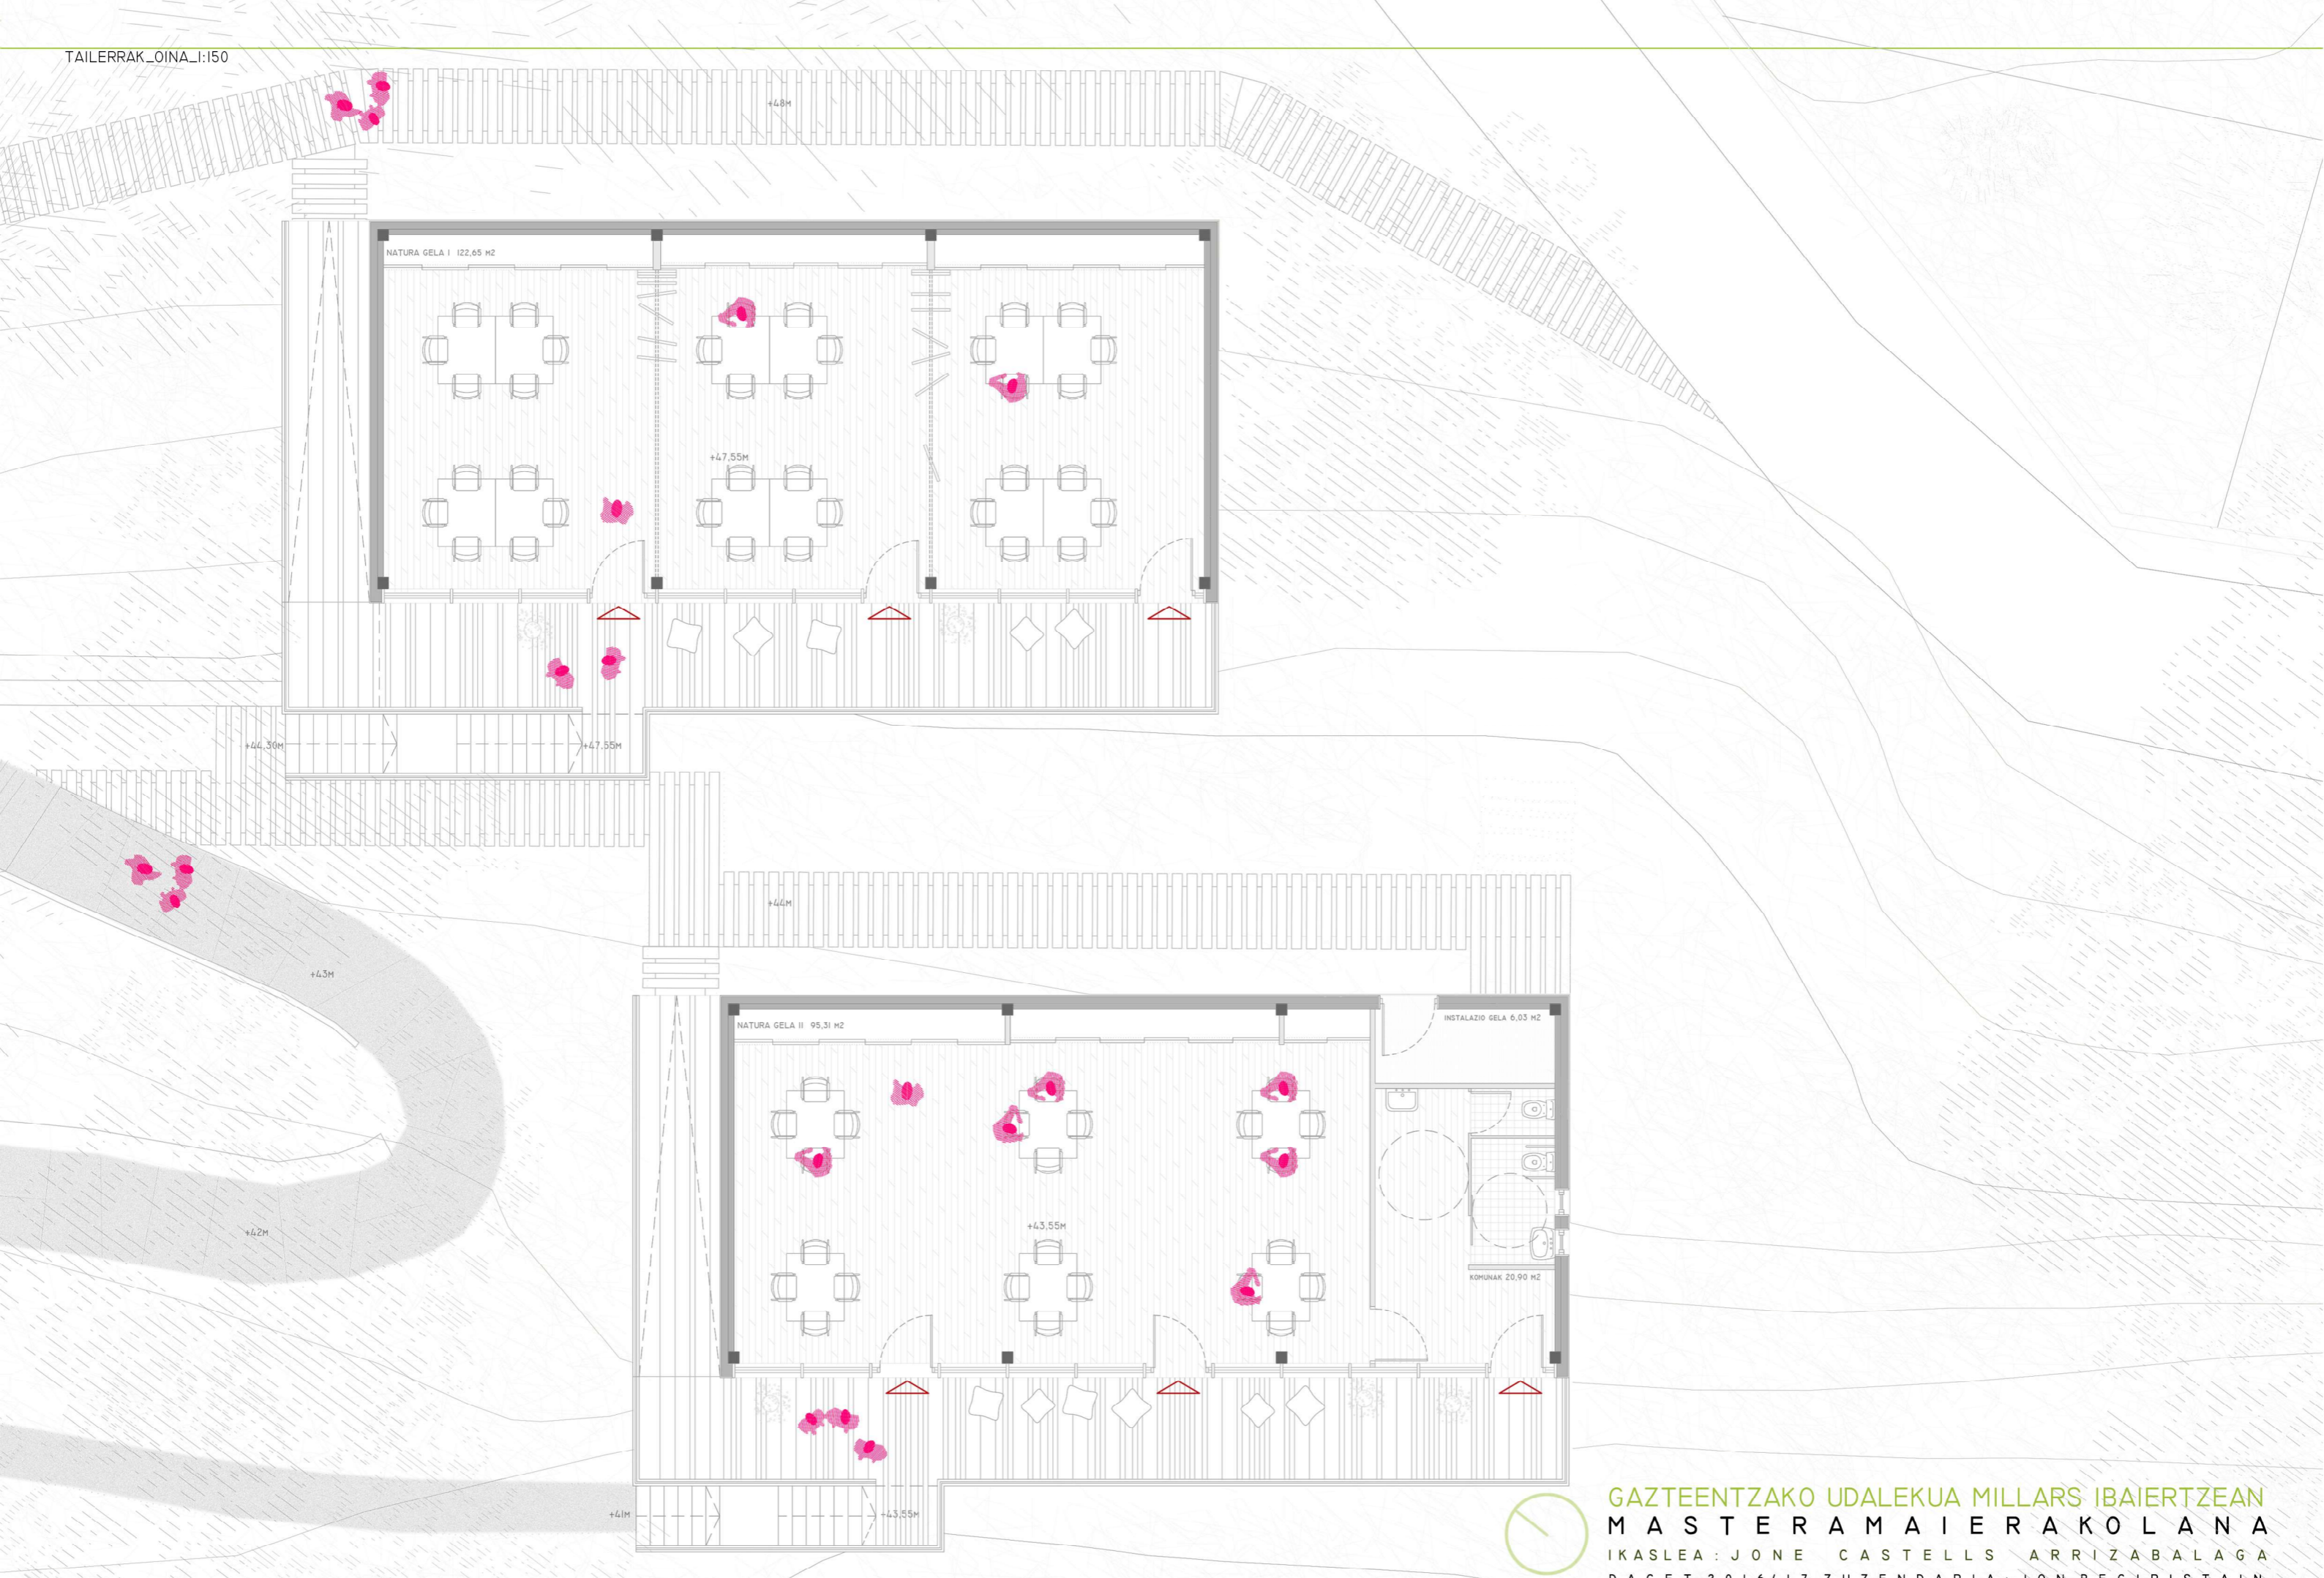 TAILERRAK_OINA_1:150
+48M
NATURA GELA I 122,65 M2
+47,55M
+44,30M
+47,55M
+44M
+43M
NATURA GELA II 95,31 M2
INSTALAZIO GELA 6,03 M2
+43,55M
+42M
KOMUNAK 20,90 M2
+41M
+43,55M
GAZTEENTZAKO UDALEKUA MILLARS IBAIERTZEAN
MASTERAMAIERAKOLANA
IKASLEA: JONE CASTELLS ARRIZABALAGA